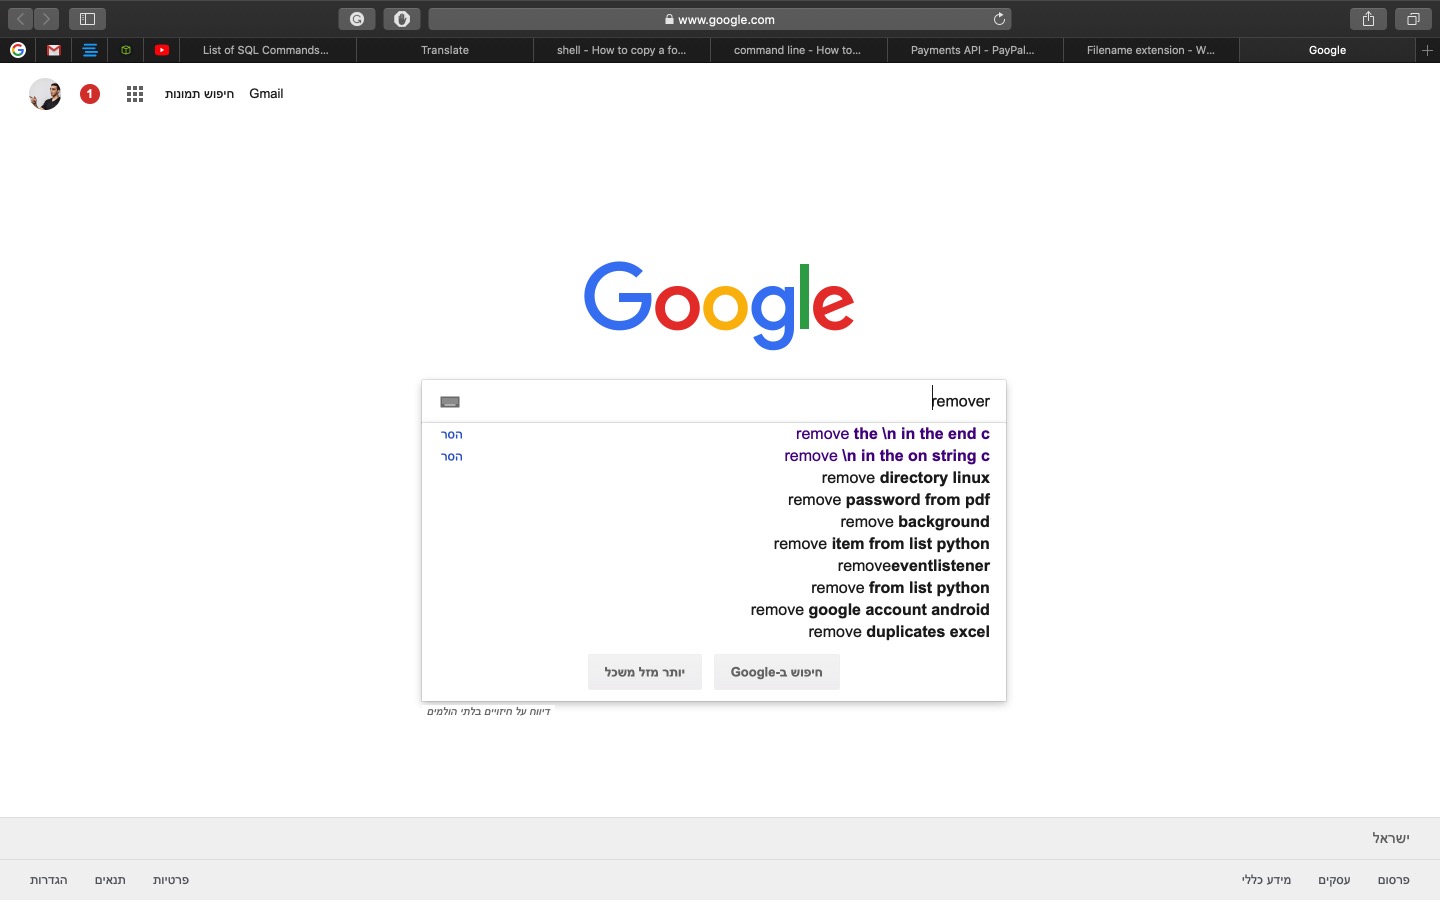 www.google.com
List of SQL Commands...
Translate
shell - How to copy a fo...
command line - How to...
Payments API - PayPal...
Filename extension - W...
Google
1
חיפוש תמונות
Gmail
Google
remover
remove the \n in the end c
הסר
remove \n in the on string c
הסר
remove directory linux
remove password from pdf
remove background
remove item from list python
removeeventlistener
remove from list python
remove google account android
remove duplicates excel
חיפוש ב-Google
יותר מזל משכל
דיווח על חיזויים בלתי הולמים
ישראל
פרסום עסקים מידע כללי
פרטיות תנאים הגדרות